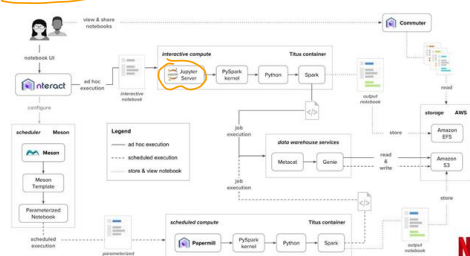 view & share
notebooks
Commuter
notebook UI
interactive compute
Titus container
nteract
ad hoc
execution
interactive
notebook
Jupyter
Server
PySpark
kernel
Python
Spark
output
notebook
read
configure
</>
store
storage
AWS
scheduler
Meson
Legend
ad hoc execution
scheduled execution
store & view notebook
job
execution
data warehouse services
Amazon
EFS
Meson
Metacat
Genie
read
&
write
Amazon
S3
Meson
Template
job
execution
Parameterized
Notebook
</>
store
scheduled
execution
scheduled compute
Titus container
parameterized
Papermill
PySpark
kernel
Python
Spark
output
notebook
N